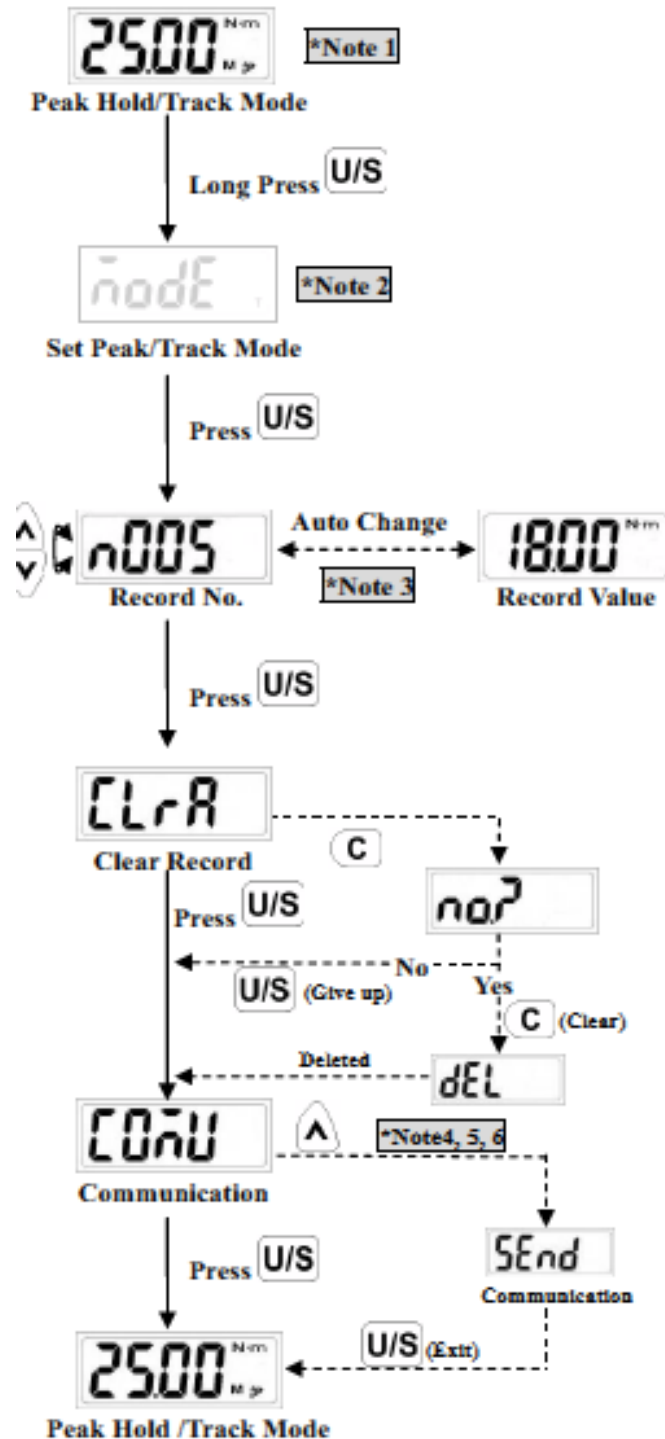 25.00 N·m
*Note 1
M
Peak Hold/Track Mode
Long Press U/S
modE T
*Note 2
Set Peak/Track Mode
Press U/S
n005
Auto Change
18.00 N·m
*Note 3
Record No.
Record Value
Press U/S
CLrA
Clear Record
C
no.?
Press U/S
No
Yes
U/S (Give up)
C (Clear)
Deleted
dEL
COmU
*Note4, 5, 6
Communication
SEnd
Communication
Press U/S
U/S (Exit)
25.00 N·m
M
Peak Hold /Track Mode